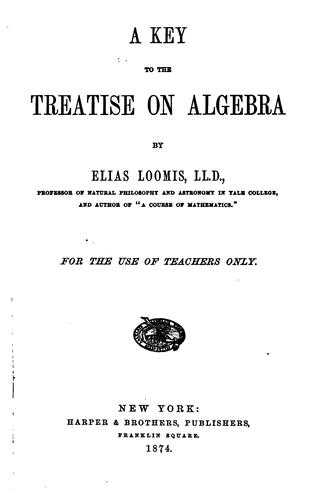 A KEY
TO THE
TREATISE ON ALGEBRA
BY
ELIAS LOOMIS, LL.D.,
PROFESSOR OF NATURAL PHILOSOPHY AND ASTRONOMY IN YALE COLLEGE,
AND AUTHOR OF "A COURSE OF MATHEMATICS."
FOR THE USE OF TEACHERS ONLY.
NEW YORK:
HARPER & BROTHERS, PUBLISHERS,
FRANKLIN SQUARE.
1874.